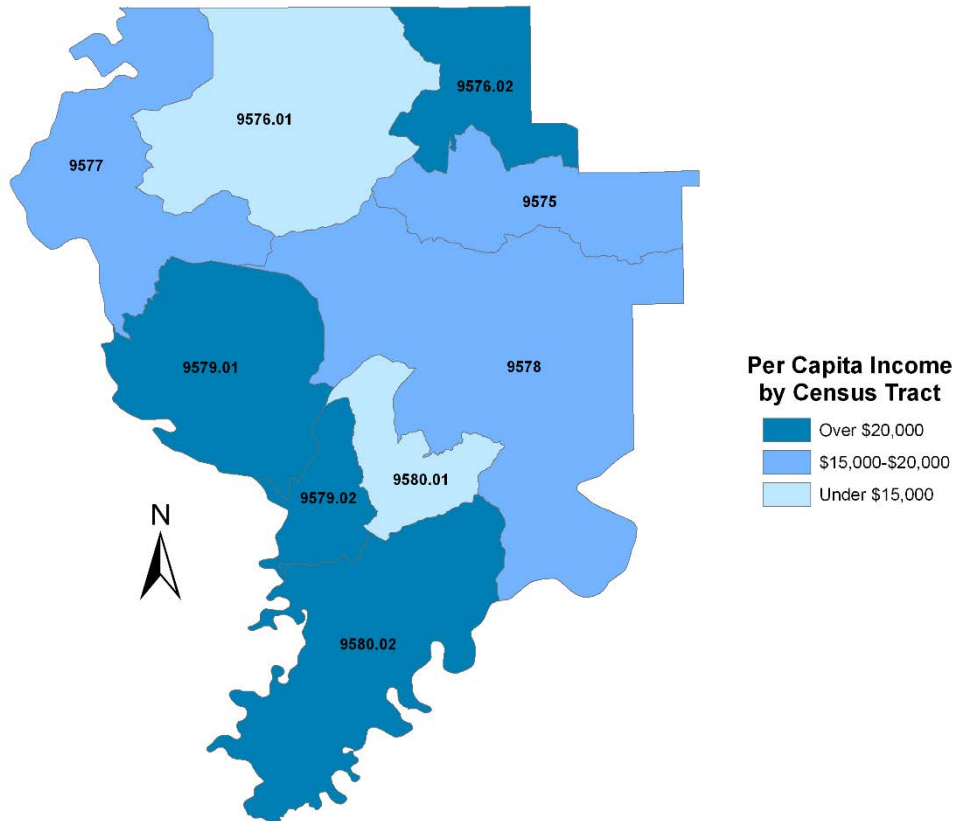 9576.02
9576.01
9577
9575
9579.01
9578
9580.01
9579.02
9580.02
N
Per Capita Income
by Census Tract
Over $20,000
$15,000-$20,000
Under $15,000